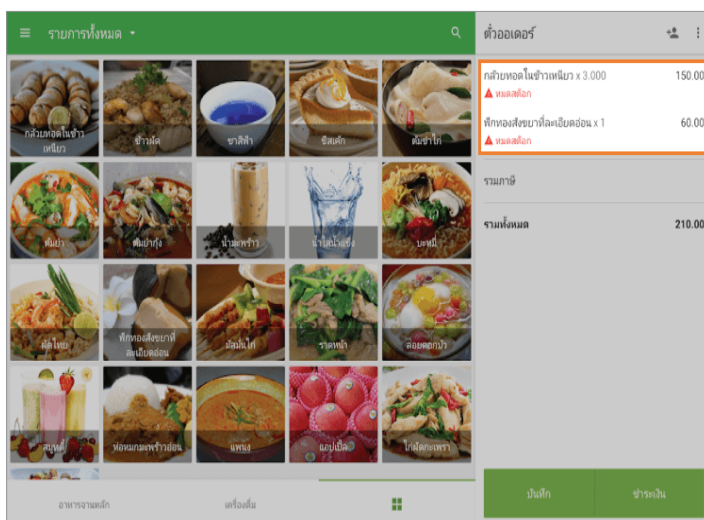 รายการทั้งหมด
ตั๋วออเดอร์
กล้วยทอดในข้าวเหนียว x 3.000 150.00
หมดสต็อก
ฟักทองสังขยาที่ละเอียดอ่อน x 1 60.00
หมดสต็อก
รวมภาษี
รวมทั้งหมด 210.00
กล้วยทอดในข้าว
เหนียว
ข้าวผัด
ชาสีฟ้า
ชีสเค้ก
ต้มข่าไก่
ต้มยำ
ต้มยำกุ้ง
น้ำมะพร้าว
น้ำใส่น้ำแข็ง
บะหมี่
ผัดไทย
ฟักทองสังขยาที่
ละเอียดอ่อน
มัสมั่นไก่
ราดหน้า
ลอยดอกบัว
สมูทตี้
ห่อหมกมะพร้าวอ่อน
แพนง
แอปเปิ้ล
ไก่ผัดกะเพรา
อาหารจานหลัก
เครื่องดื่ม
บันทึก
ชำระเงิน